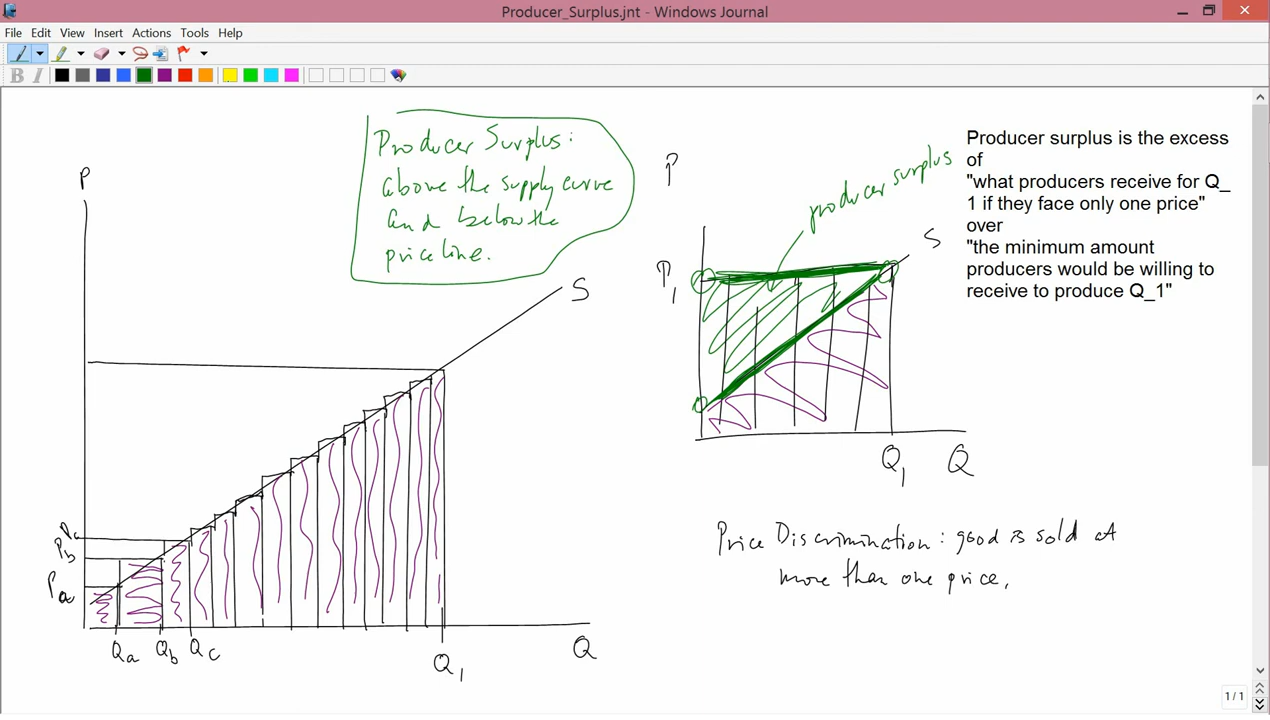 Producer_Surplus.jnt - Windows Journal
File Edit View Insert Actions Tools Help
B I
Producer Surplus:
above the supply curve
and below the
price line.
P
S
Pc
Pb
Pa
Qa Qb Qc
Q1
Q
P
producer surplus
S
P1
Q1 Q
Producer surplus is the excess
of
"what producers receive for Q_
1 if they face only one price"
over
"the minimum amount
producers would be willing to
receive to produce Q_1"
Price Discrimination: good is sold at
more than one price,
1 / 1